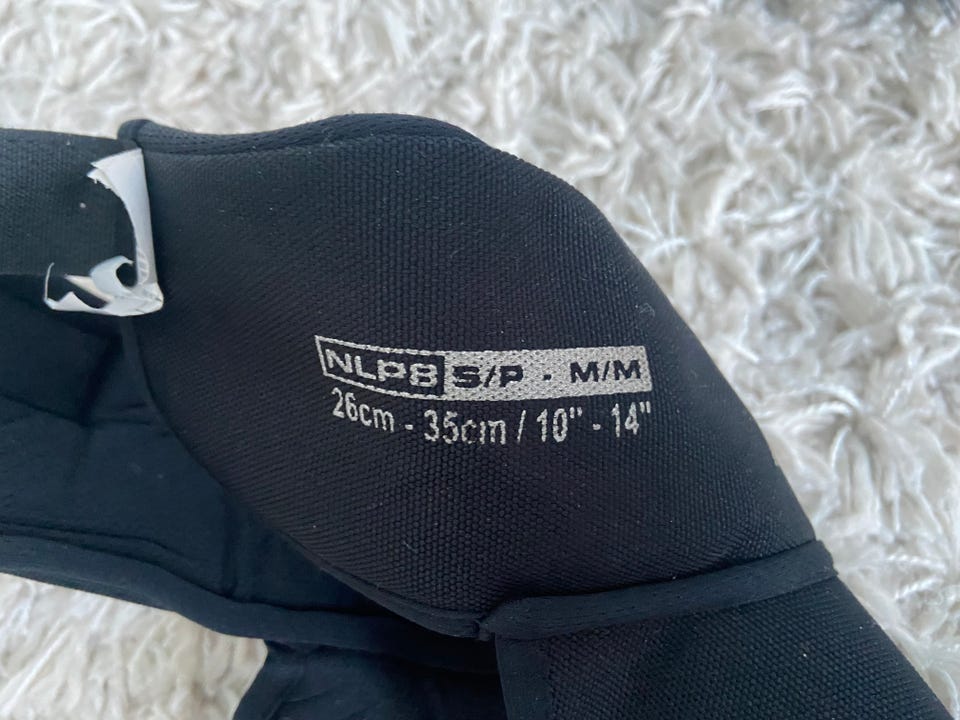 NLP8 S/P · M/M
26cm - 35cm / 10" - 14"